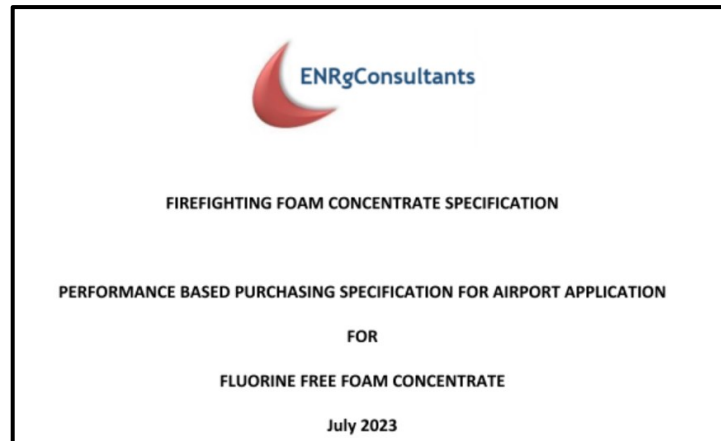 ENRgConsultants
FIREFIGHTING FOAM CONCENTRATE SPECIFICATION
PERFORMANCE BASED PURCHASING SPECIFICATION FOR AIRPORT APPLICATION
FOR
FLUORINE FREE FOAM CONCENTRATE
July 2023